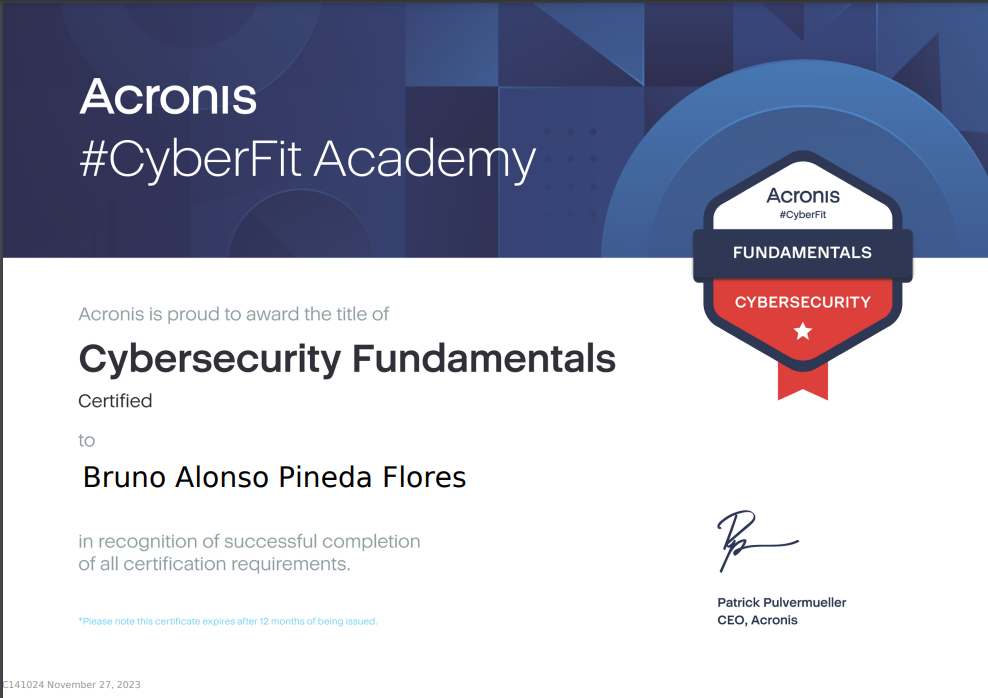 Acronis
#CyberFit Academy
Acronis
#CyberFit
FUNDAMENTALS
CYBERSECURITY
Acronis is proud to award the title of
Cybersecurity Fundamentals
Certified
to
Bruno Alonso Pineda Flores
in recognition of successful completion
of all certification requirements.
*Please note this certificate expires after 12 months of being issued.
Patrick Pulvermueller
CEO, Acronis
C141024 November 27, 2023